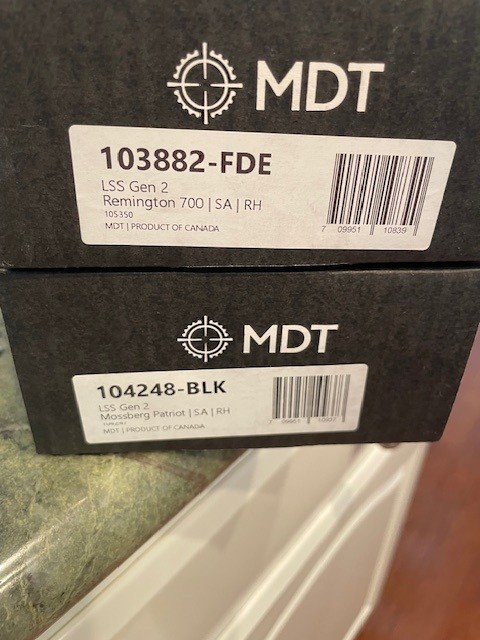 MDT
103882-FDE
LSS Gen 2
Remington 700 | SA | RH
105350
MDT | PRODUCT OF CANADA
7 09951 10839
MDT
104248-BLK
LSS Gen 2
Mossberg Patriot | SA | RH
MDT | PRODUCT OF CANADA